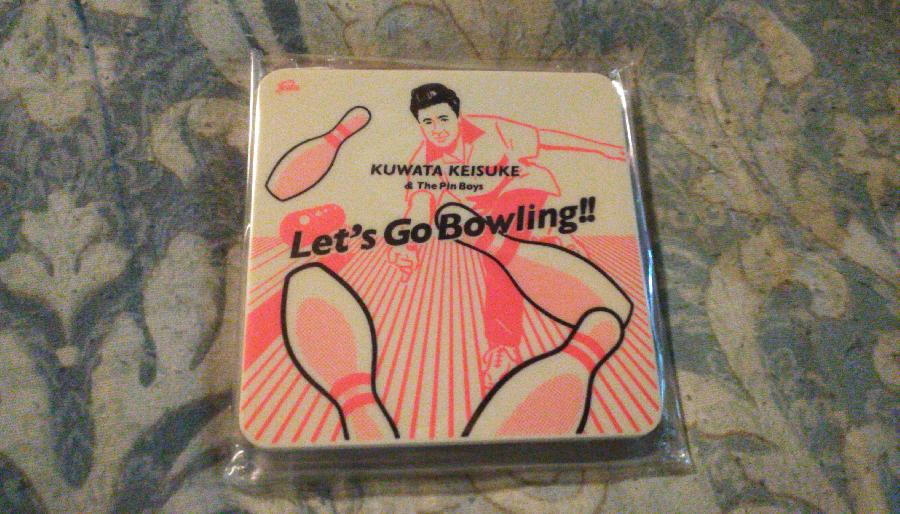 KUWATA KEISUKE
& The Pin Boys
Let's Go Bowling!!